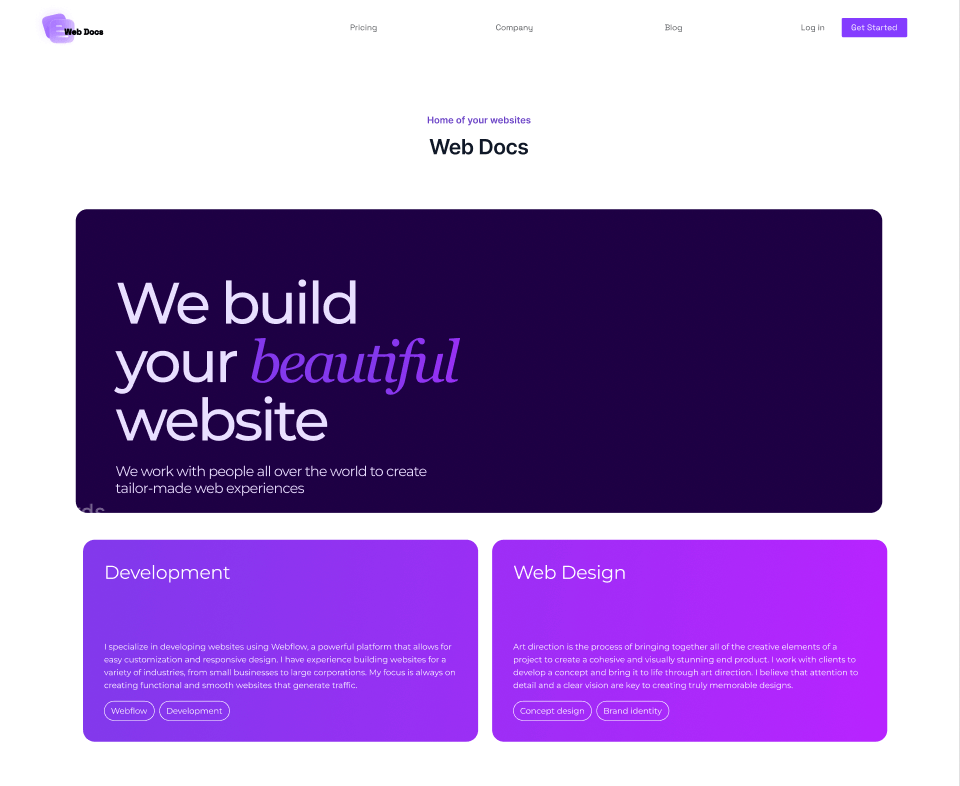 Web Docs
Pricing
Company
Blog
Log in
Get Started
Home of your websites
Web Docs
We build
your beautiful
website
We work with people all over the world to create
tailor-made web experiences
Development
I specialize in developing websites using Webflow, a powerful platform that allows for
easy customization and responsive design. I have experience building websites for a
variety of industries, from small businesses to large corporations. My focus is always on
creating functional and smooth websites that generate traffic.
Webflow
Development
Web Design
Art direction is the process of bringing together all of the creative elements of a
project to create a cohesive and visually stunning end product. I work with clients to
develop a concept and bring it to life through art direction. I believe that attention to
detail and a clear vision are key to creating truly memorable designs.
Concept design
Brand identity